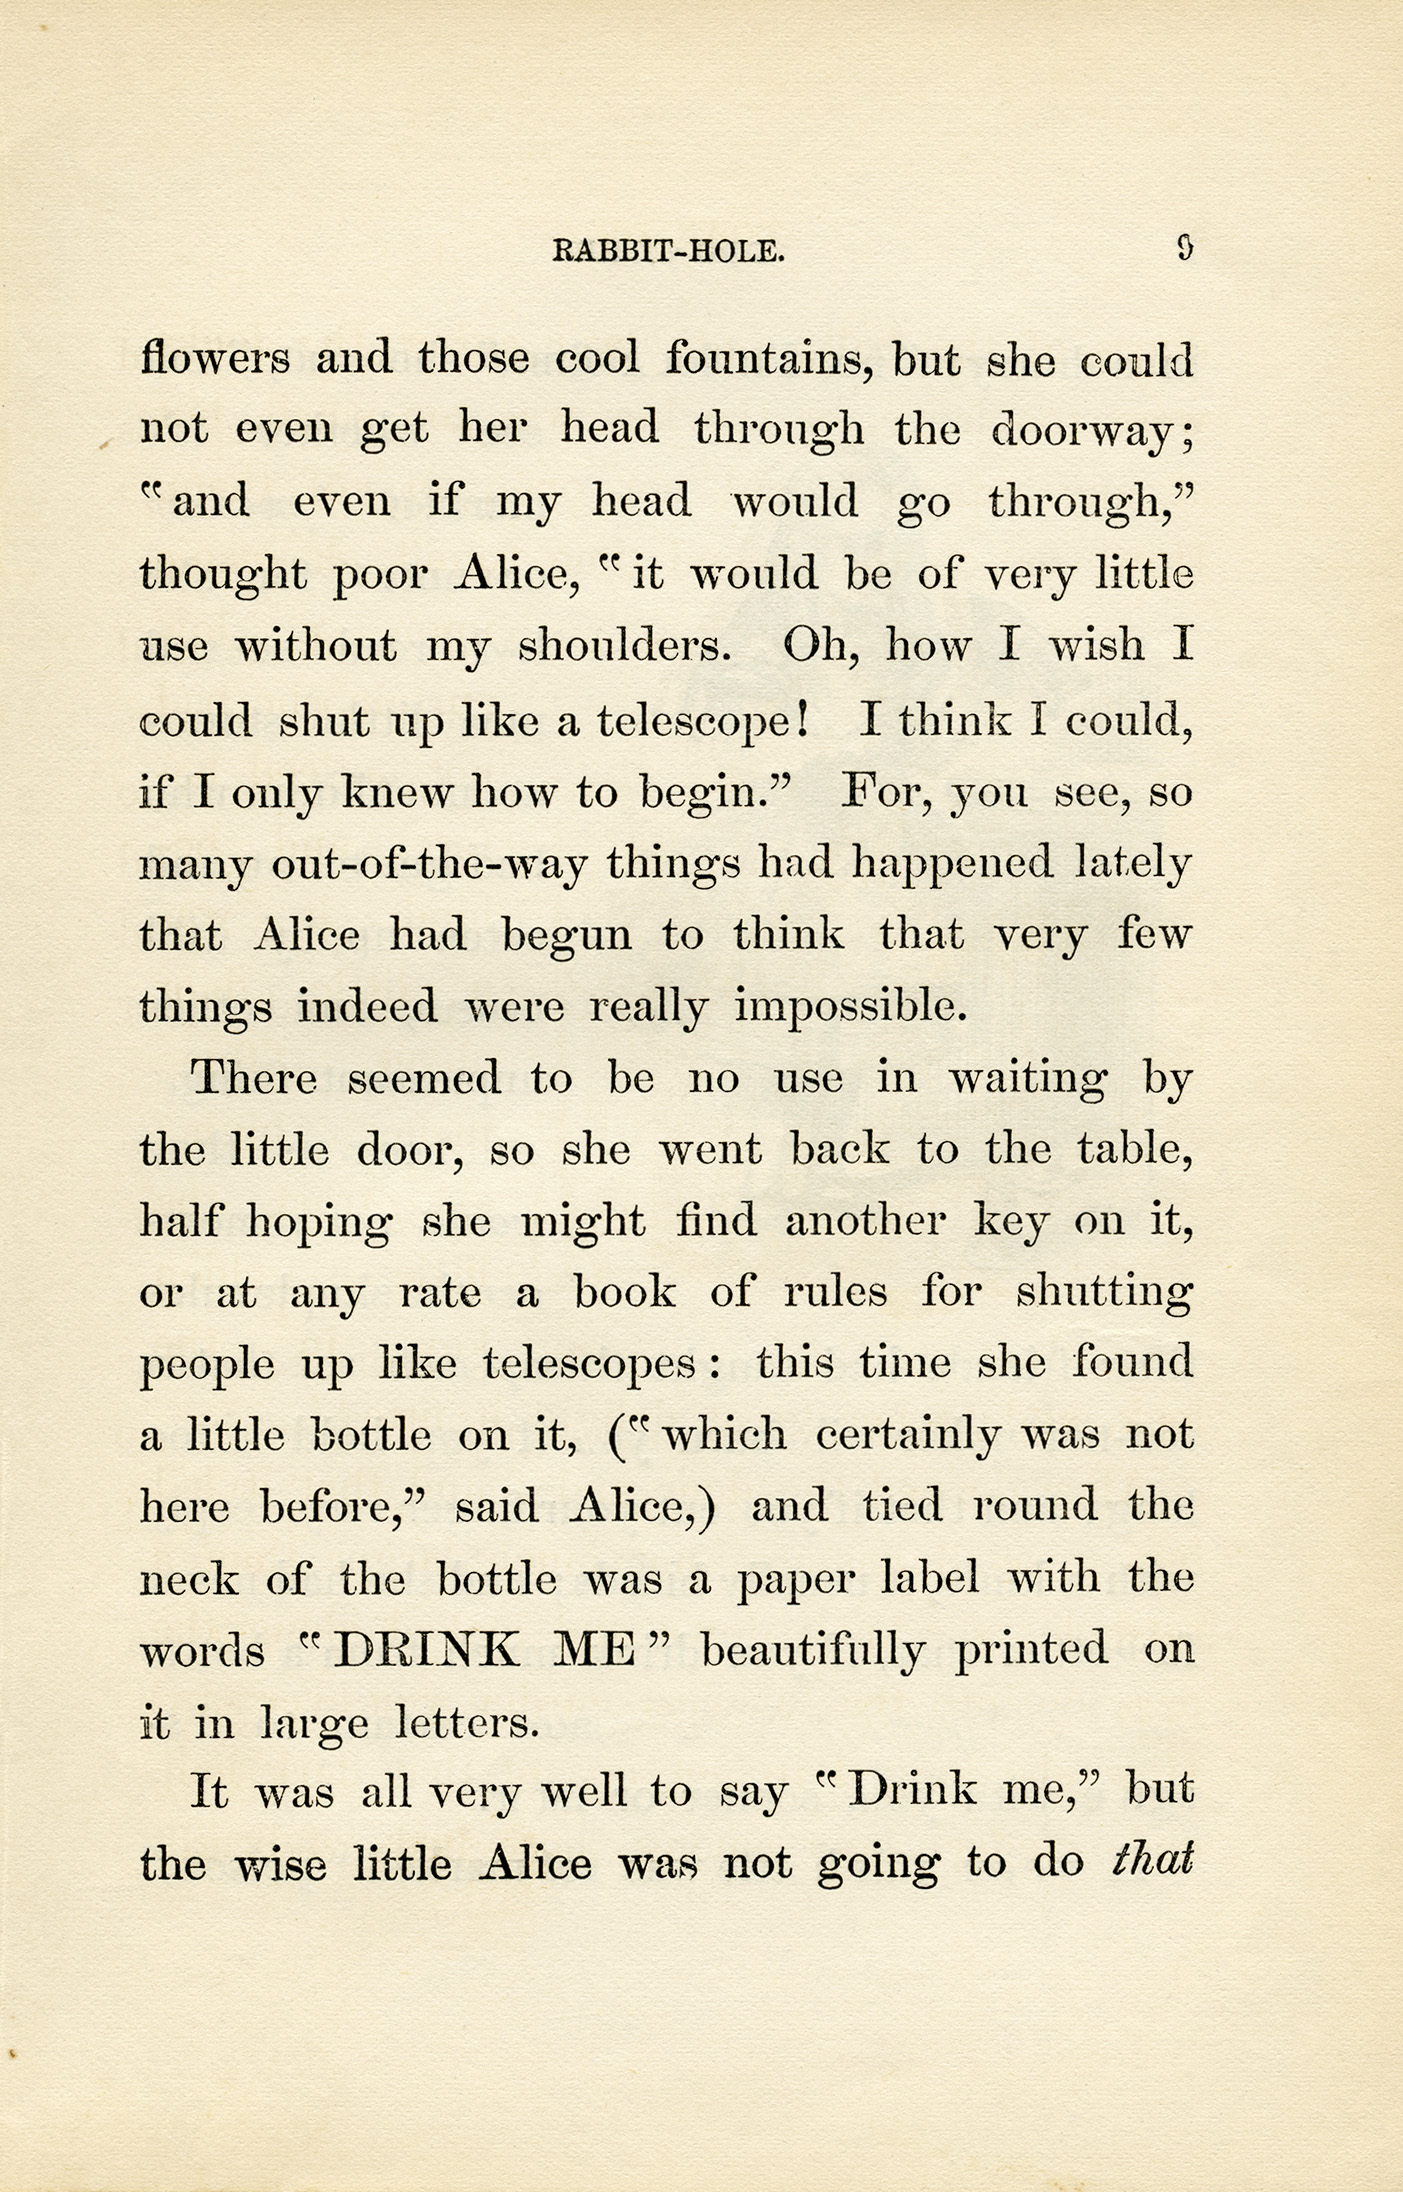 RABBIT-HOLE. 9
flowers and those cool fountains, but she could
not even get her head through the doorway;
“and even if my head would go through,”
thought poor Alice, “it would be of very little
use without my shoulders. Oh, how I wish I
could shut up like a telescope! I think I could,
if I only knew how to begin.” For, you see, so
many out-of-the-way things had happened lately
that Alice had begun to think that very few
things indeed were really impossible.
There seemed to be no use in waiting by
the little door, so she went back to the table,
half hoping she might find another key on it,
or at any rate a book of rules for shutting
people up like telescopes: this time she found
a little bottle on it, (“which certainly was not
here before,” said Alice,) and tied round the
neck of the bottle was a paper label with the
words “DRINK ME” beautifully printed on
it in large letters.
It was all very well to say “Drink me,” but
the wise little Alice was not going to do that